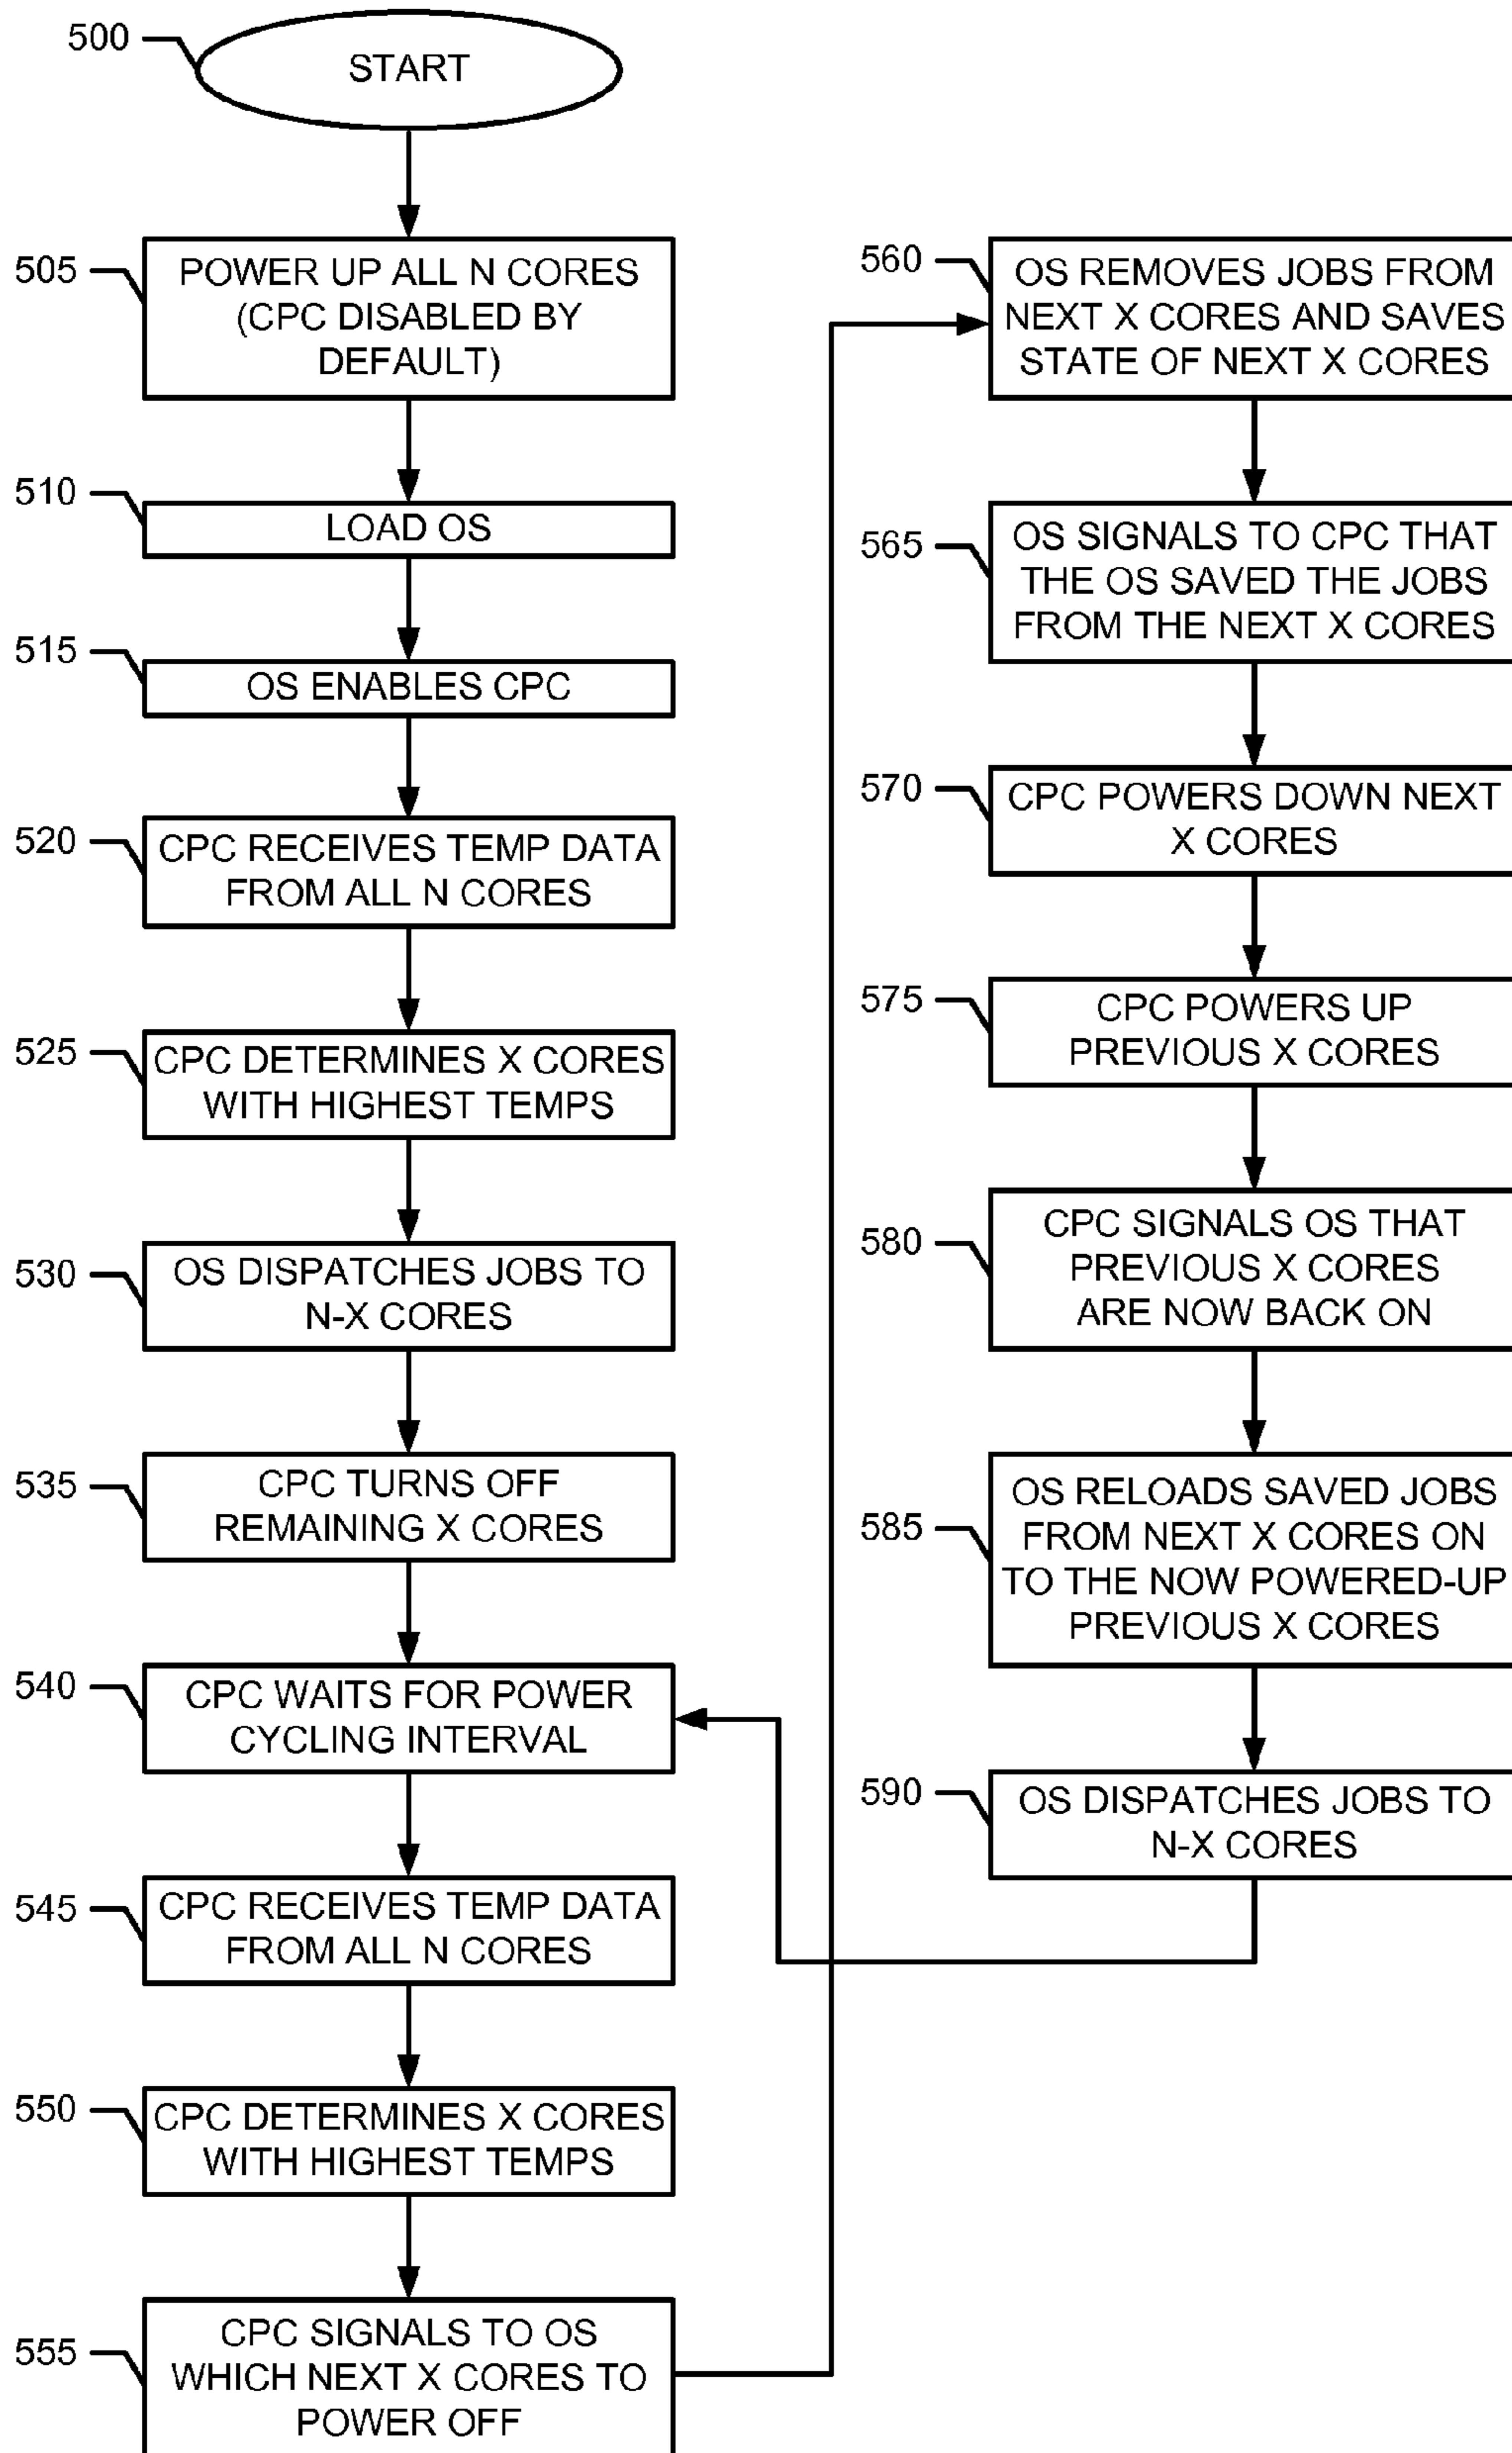 500
START
505
POWER UP ALL N CORES
(CPC DISABLED BY
DEFAULT)
510
LOAD OS
515
OS ENABLES CPC
520
CPC RECEIVES TEMP DATA
FROM ALL N CORES
525
CPC DETERMINES X CORES
WITH HIGHEST TEMPS
530
OS DISPATCHES JOBS TO
N-X CORES
535
CPC TURNS OFF
REMAINING X CORES
540
CPC WAITS FOR POWER
CYCLING INTERVAL
545
CPC RECEIVES TEMP DATA
FROM ALL N CORES
550
CPC DETERMINES X CORES
WITH HIGHEST TEMPS
555
CPC SIGNALS TO OS
WHICH NEXT X CORES TO
POWER OFF
560
OS REMOVES JOBS FROM
NEXT X CORES AND SAVES
STATE OF NEXT X CORES
565
OS SIGNALS TO CPC THAT
THE OS SAVED THE JOBS
FROM THE NEXT X CORES
570
CPC POWERS DOWN NEXT
X CORES
575
CPC POWERS UP
PREVIOUS X CORES
580
CPC SIGNALS OS THAT
PREVIOUS X CORES
ARE NOW BACK ON
585
OS RELOADS SAVED JOBS
FROM NEXT X CORES ON
TO THE NOW POWERED-UP
PREVIOUS X CORES
590
OS DISPATCHES JOBS TO
N-X CORES